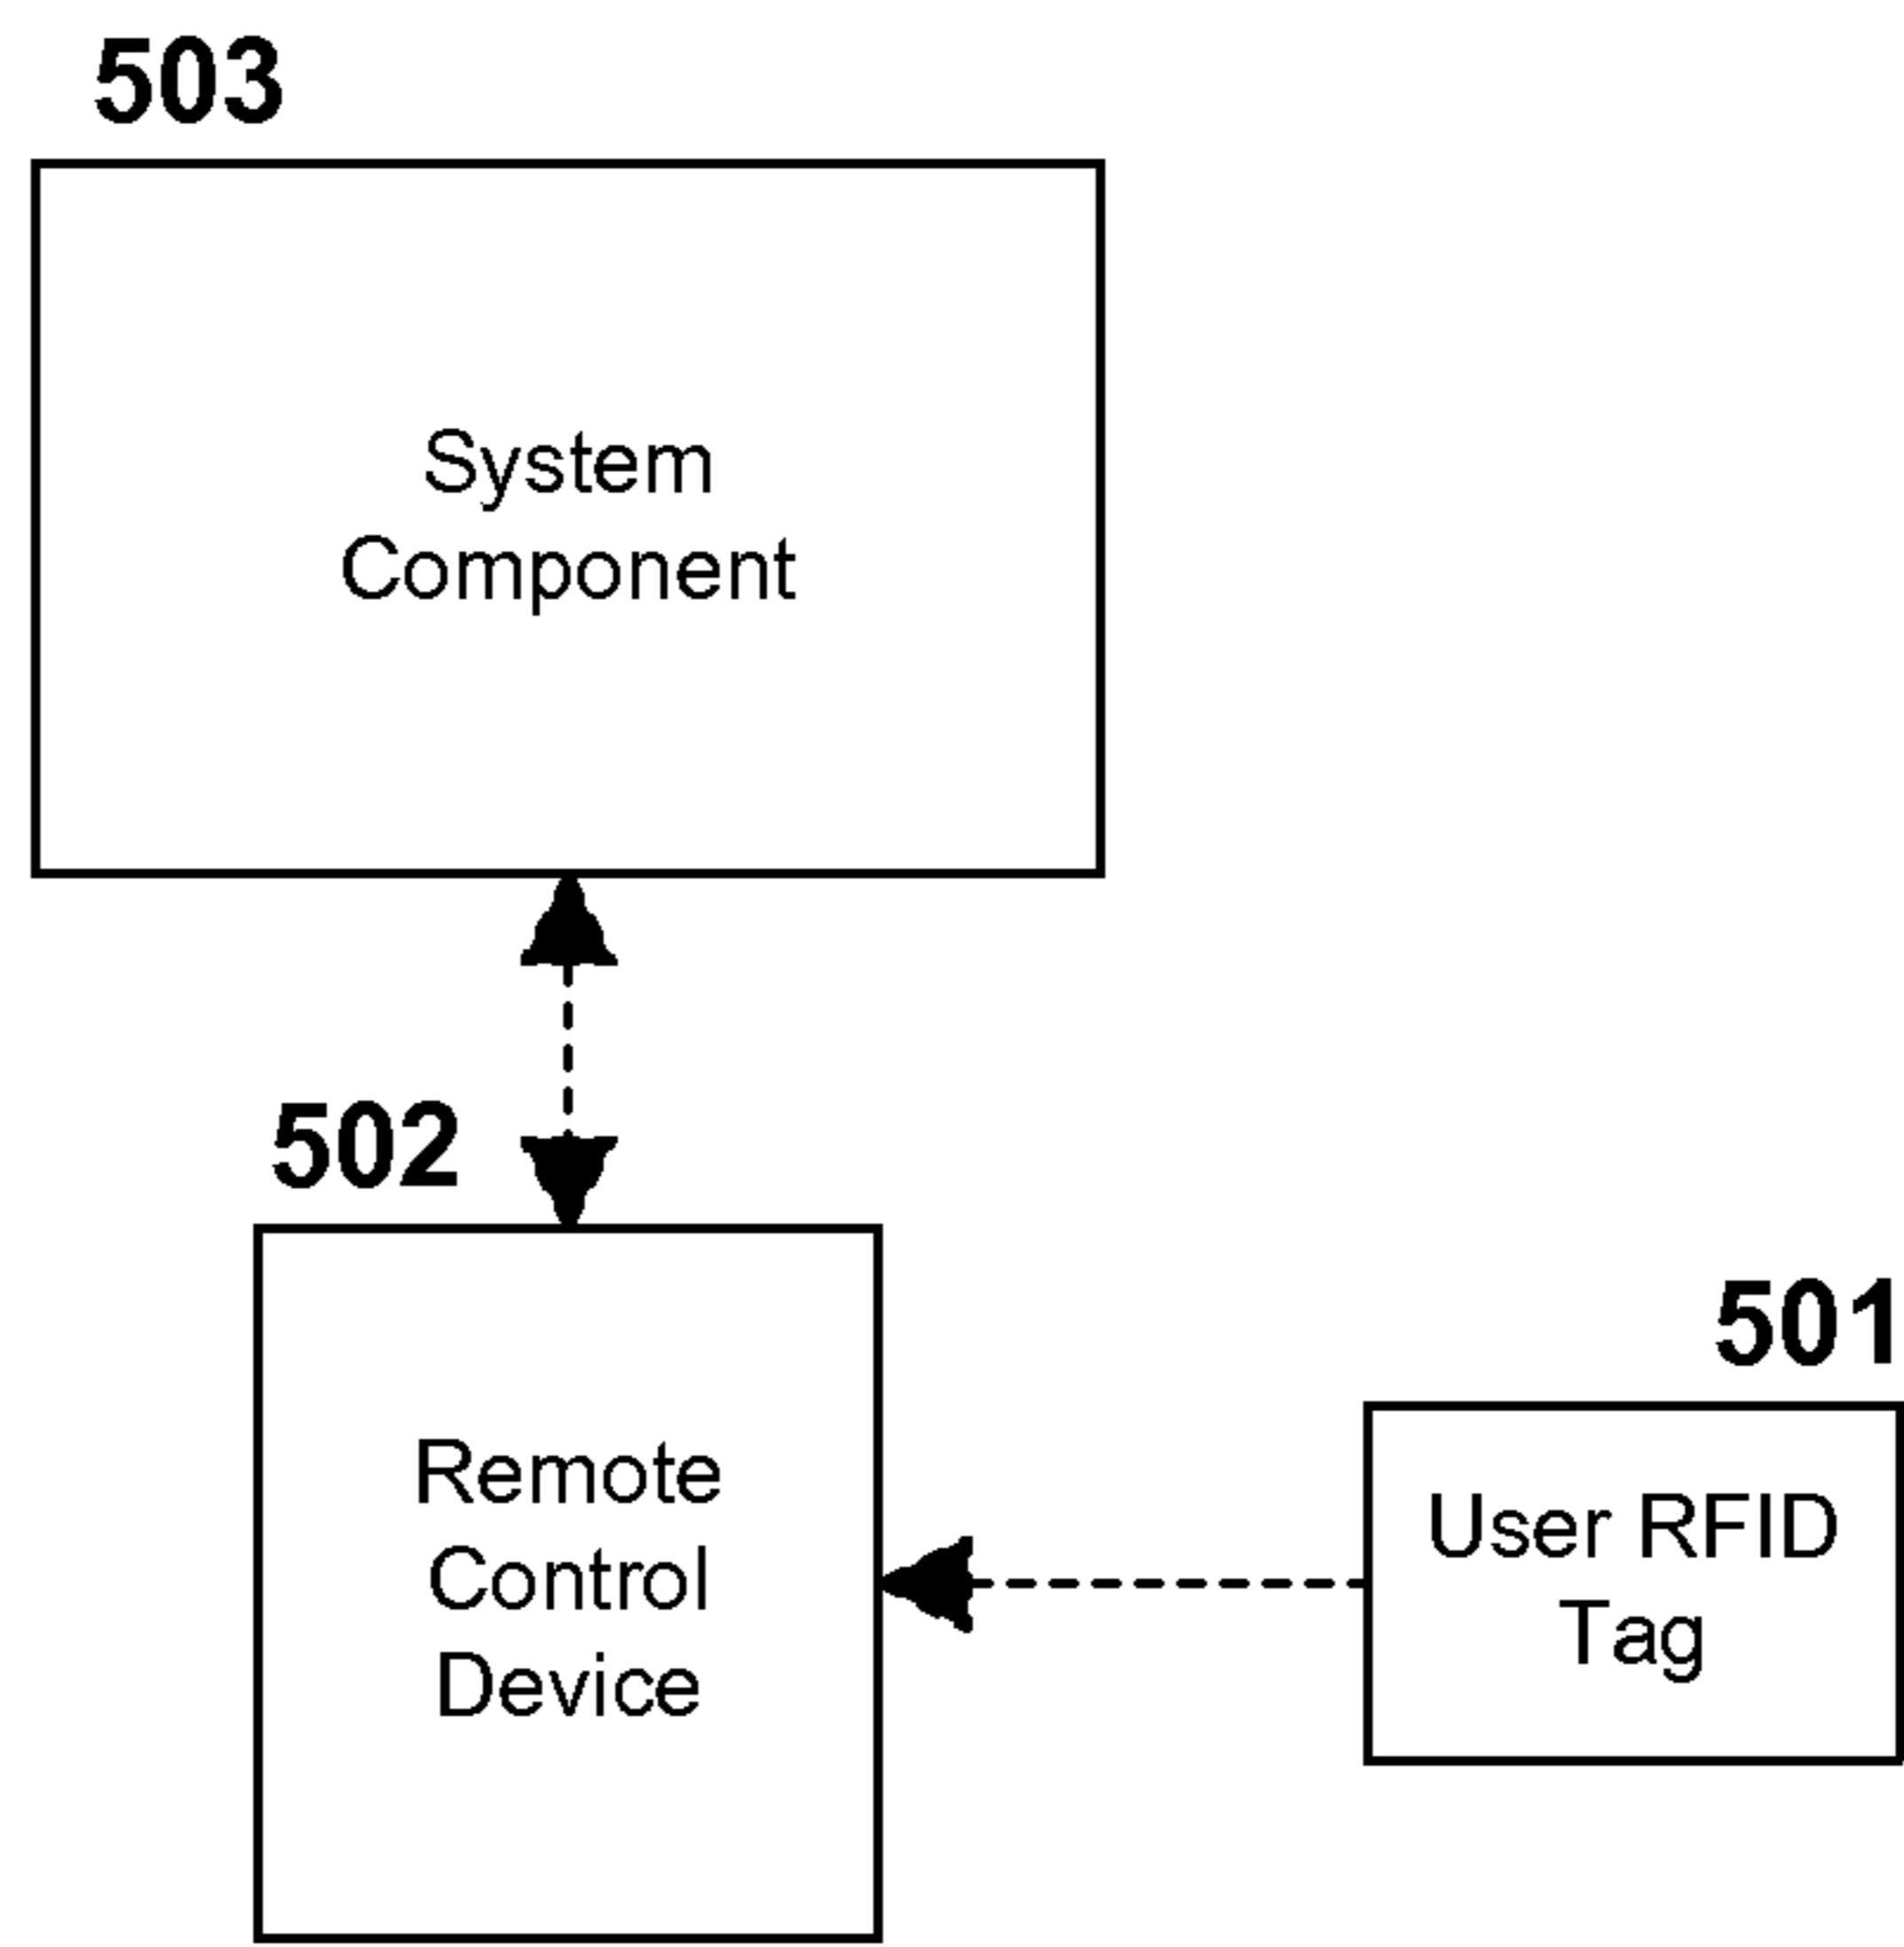 503
System
Component
502
Remote
Control
Device
501
User RFID
Tag